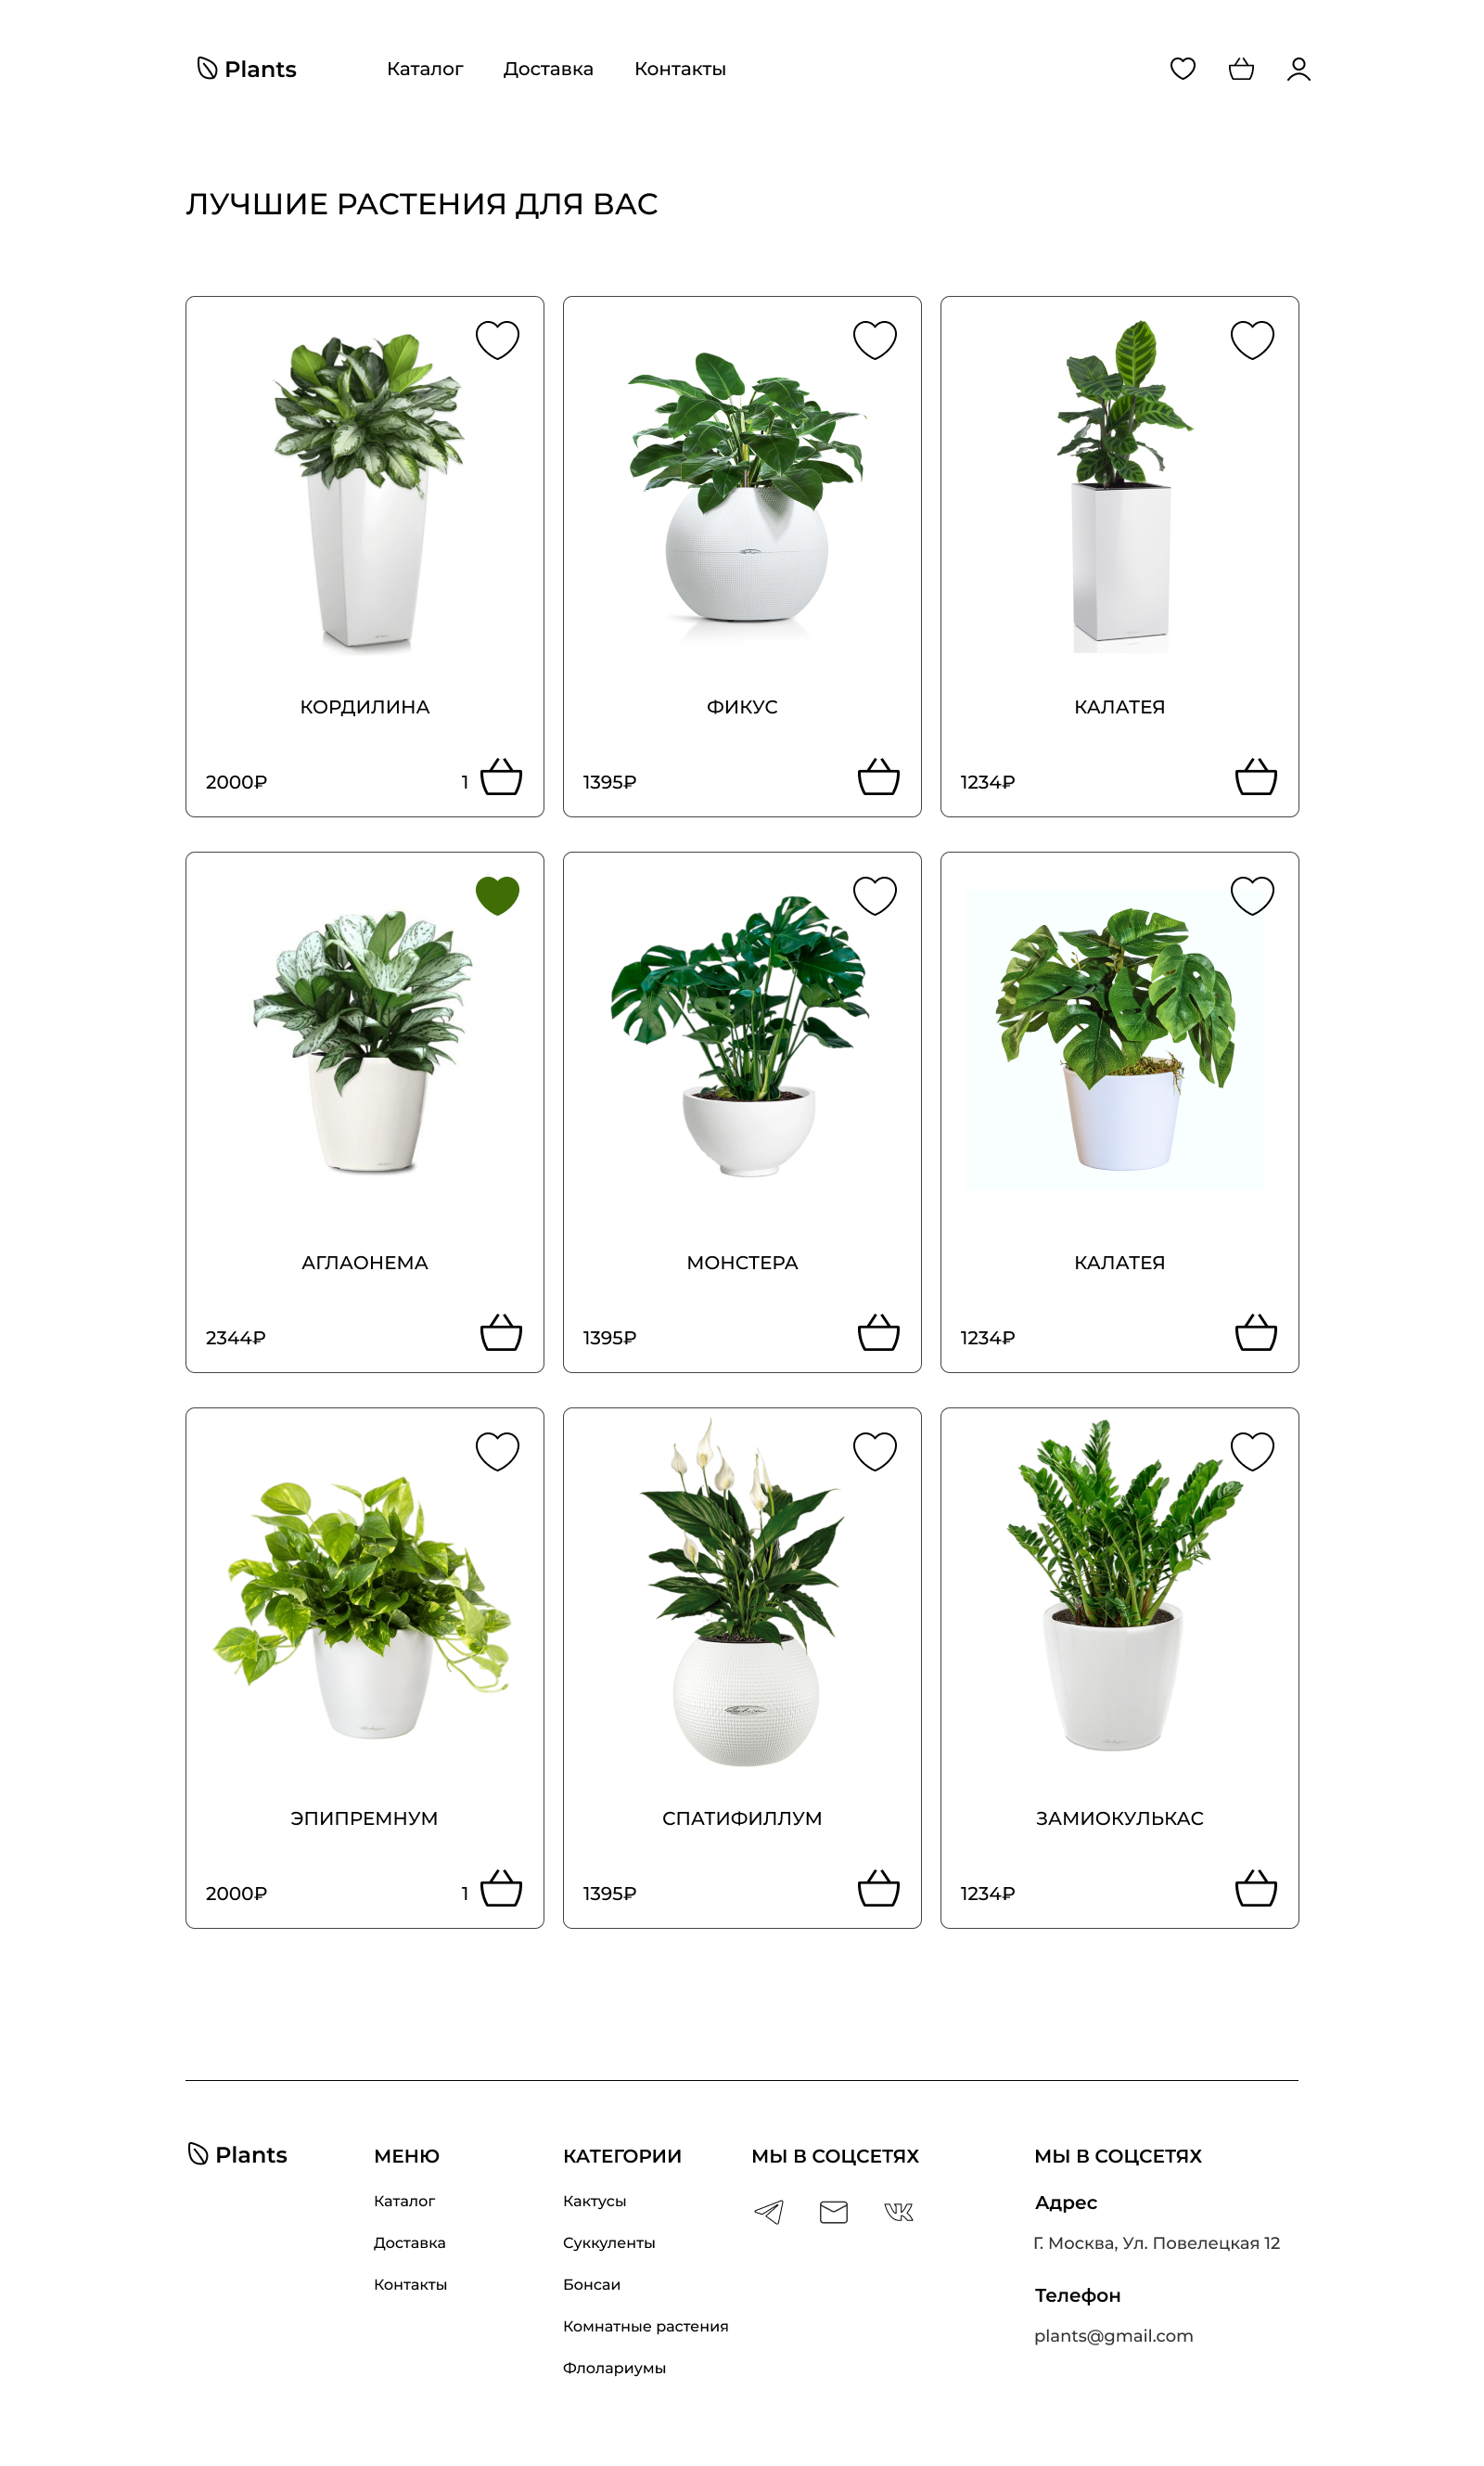 Plants
Каталог
Доставка
Контакты
ЛУЧШИЕ РАСТЕНИЯ ДЛЯ ВАС
КОРДИЛИНА
2000₽
1
ФИКУС
1395₽
КАЛАТЕЯ
1234₽
АГЛАОНЕМА
2344₽
МОНСТЕРА
1395₽
КАЛАТЕЯ
1234₽
ЭПИПРЕМНУМ
2000₽
1
СПАТИФИЛЛУМ
1395₽
ЗАМИОКУЛЬКАС
1234₽
Plants
МЕНЮ
Каталог
Доставка
Контакты
КАТЕГОРИИ
Кактусы
Суккуленты
Бонсаи
Комнатные растения
Флолариумы
МЫ В СОЦСЕТЯХ
МЫ В СОЦСЕТЯХ
Адрес
Г. Москва, Ул. Повелецкая 12
Телефон
plants@gmail.com